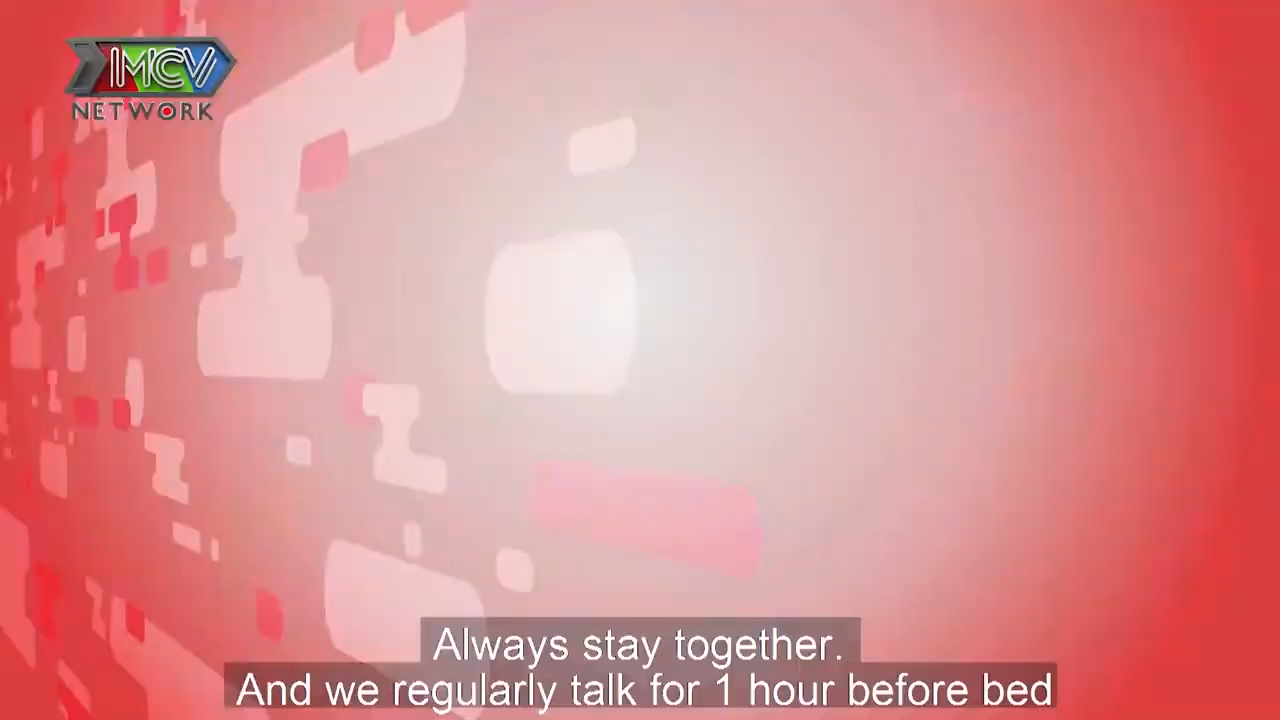 MCV
NETWORK
Always stay together.
And we regularly talk for 1 hour before bed